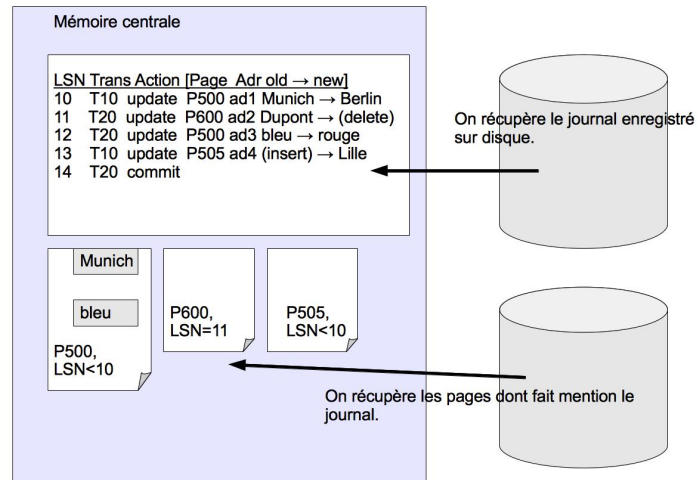 Mémoire centrale
LSN Trans Action [Page Adr old → new]
10 T10 update P500 ad1 Munich → Berlin
11 T20 update P600 ad2 Dupont → (delete)
12 T20 update P500 ad3 bleu → rouge
13 T10 update P505 ad4 (insert) → Lille
14 T20 commit
On récupère le journal enregistré
sur disque.
Munich
bleu
P500,
LSN<10
P600,
LSN=11
P505,
LSN<10
On récupère les pages dont fait mention le
journal.